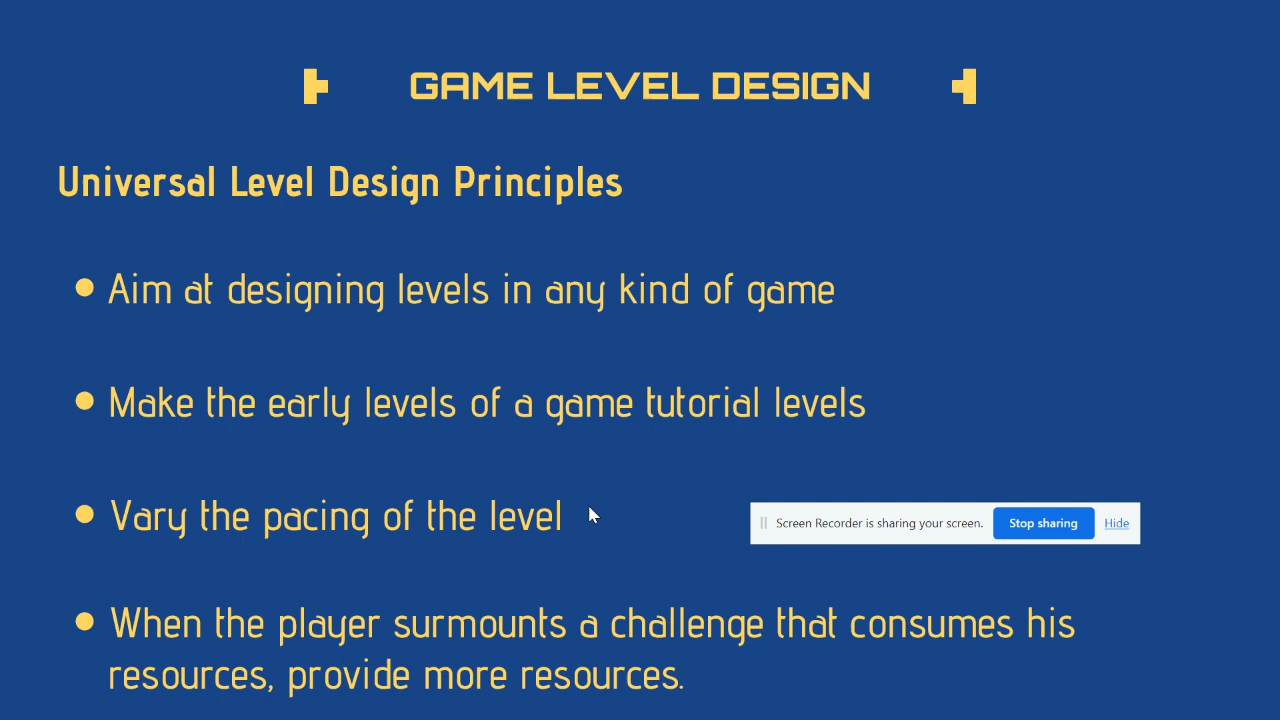 GAME LEVEL DESIGN
Universal Level Design Principles
Aim at designing levels in any kind of game
Make the early levels of a game tutorial levels
Vary the pacing of the level
Screen Recorder is sharing your screen. Stop sharing Hide
When the player surmounts a challenge that consumes his
resources, provide more resources.